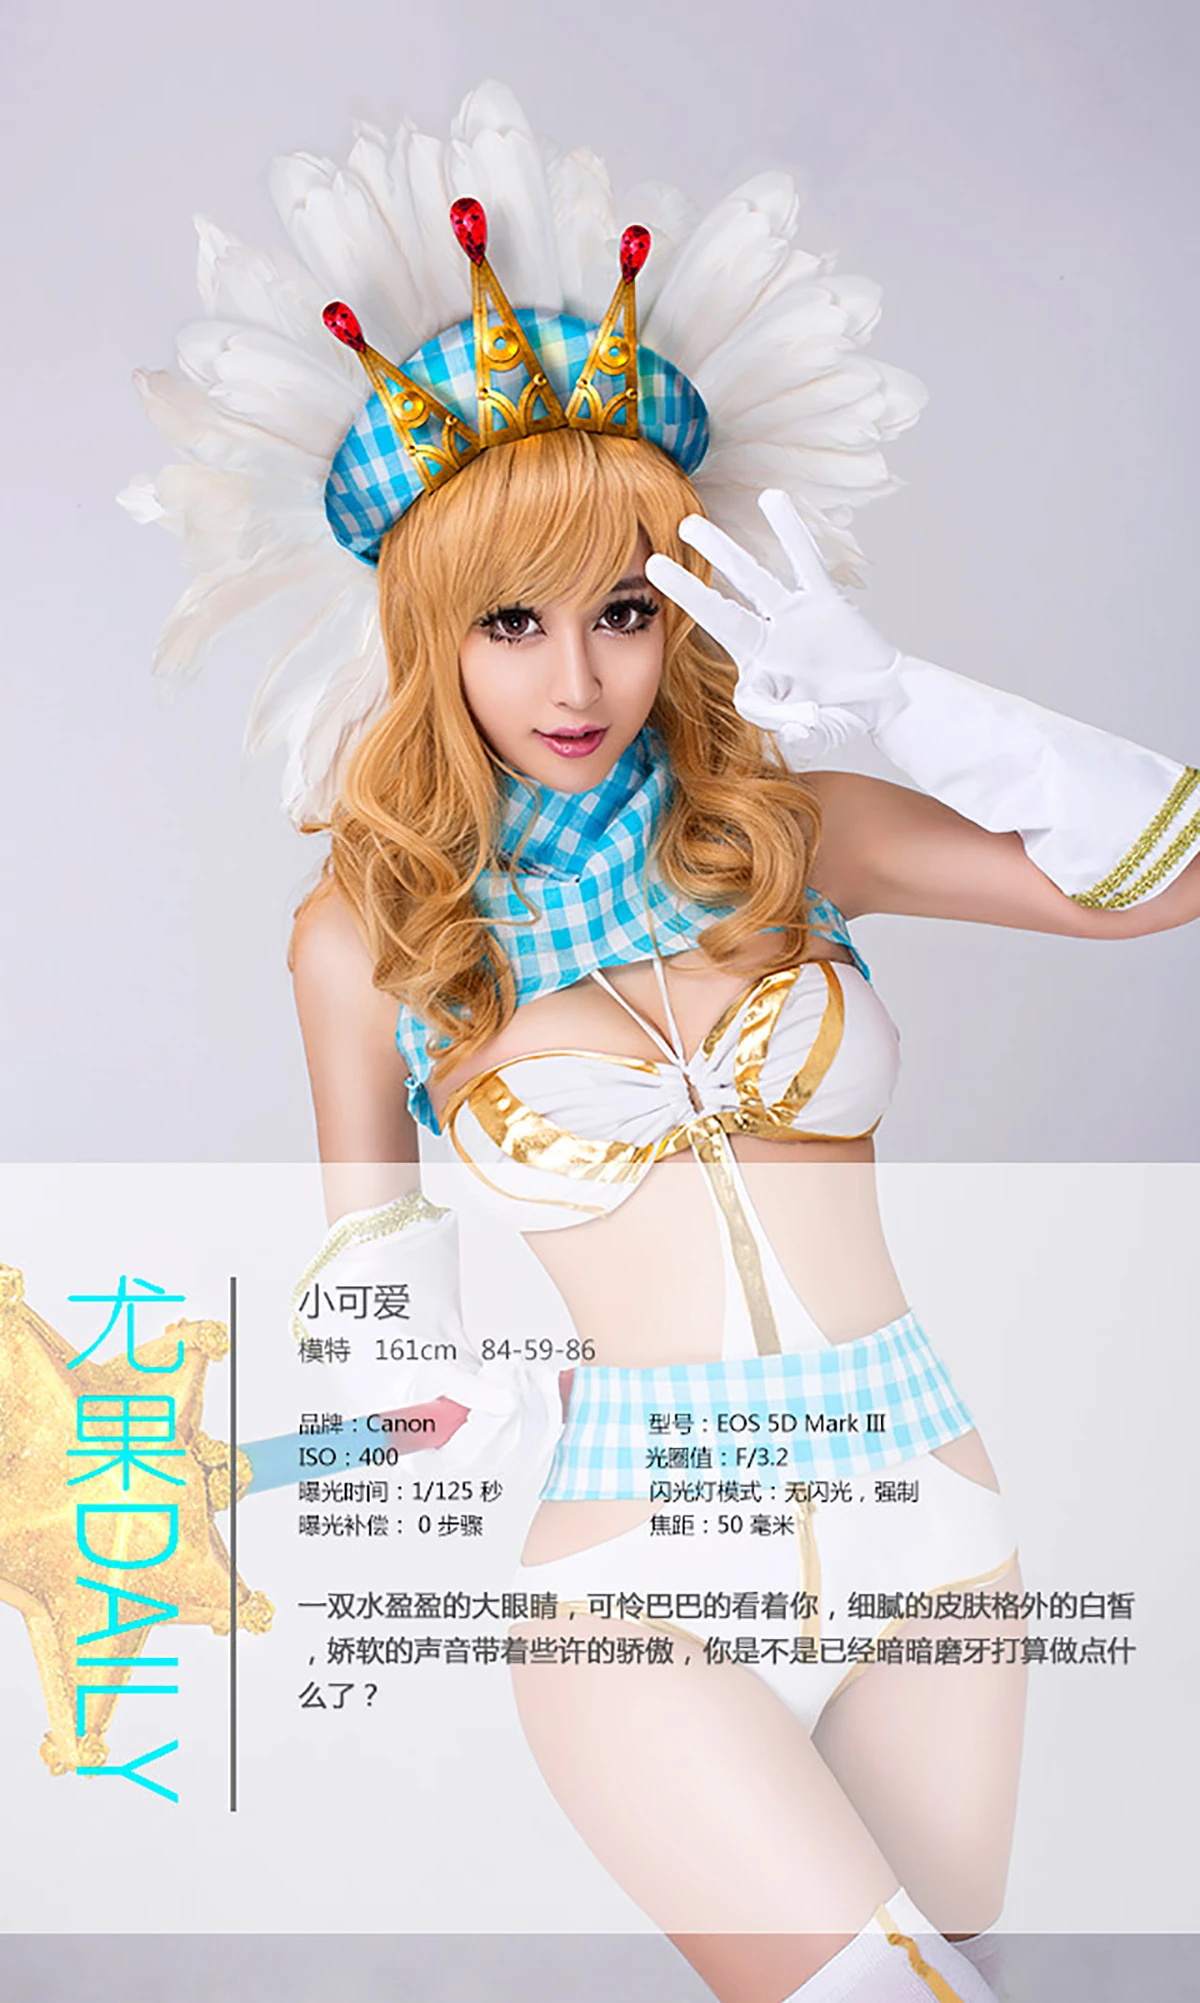 尤果DAILY
小可爱
模特 161cm 84-59-86
品牌：Canon 型号：EOS 5D Mark III
ISO：400 光圈值：F/3.2
曝光时间：1/125 秒 闪光灯模式：无闪光，强制
曝光补偿： 0 步骤 焦距：50 毫米
一双水盈盈的大眼睛，可怜巴巴的看着你，细腻的皮肤格外的白皙
，娇软的声音带着些许的骄傲，你是不是已经暗暗磨牙打算做点什
么了？